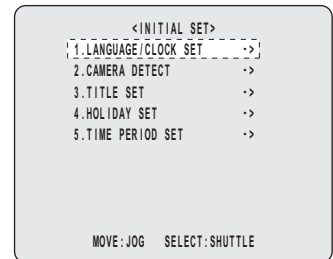 <INITIAL SET>
1.LANGUAGE/CLOCK SET ->
2.CAMERA DETECT ->
3.TITLE SET ->
4.HOLIDAY SET ->
5.TIME PERIOD SET ->
MOVE:JOG SELECT:SHUTTLE